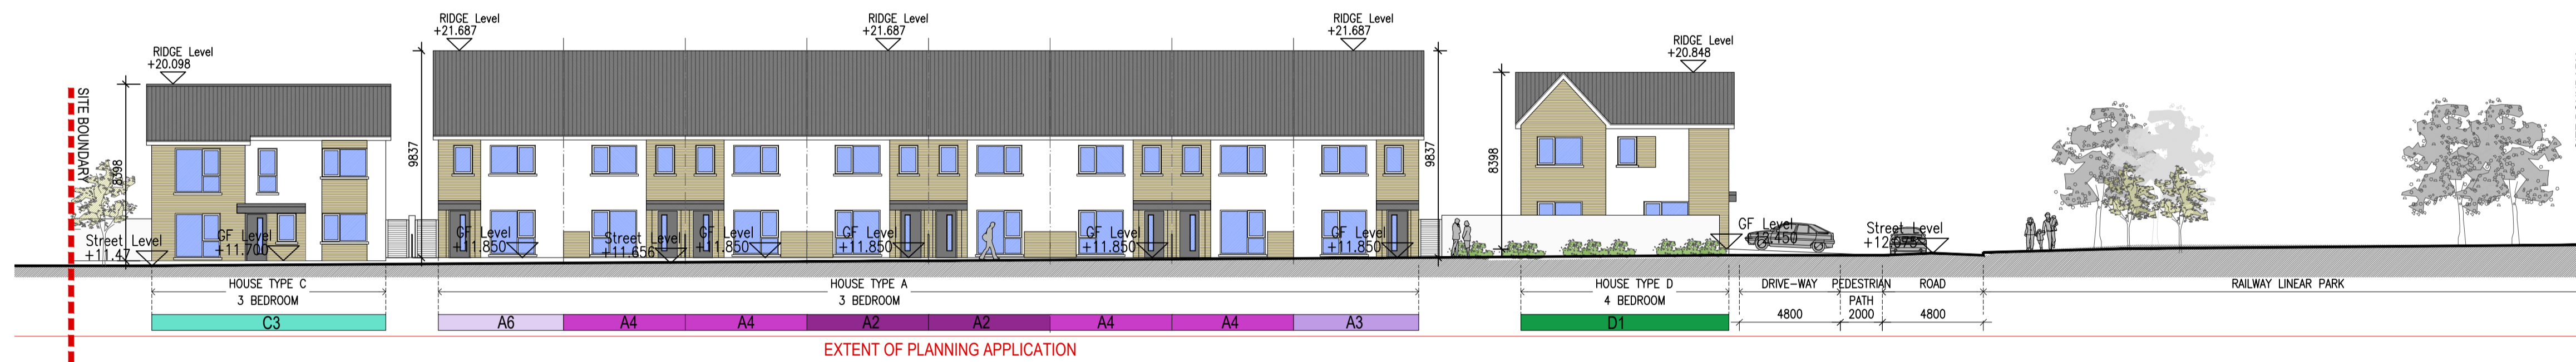 RIDGE Level
+20.098
RIDGE Level
+21.687
RIDGE Level
+21.687
RIDGE Level
+21.687
RIDGE Level
+20.848
SITE BOUNDARY
8398
9837
9837
8398
Street Level
+11.47
GF Level
+11.700
GF Level
+11.850
Street Level
+11.656
GF Level
+11.850
GF Level
+11.850
GF Level
+11.850
GF Level
+11.850
GF Level
Street Level
HOUSE TYPE C
3 BEDROOM
HOUSE TYPE A
3 BEDROOM
HOUSE TYPE D
4 BEDROOM
DRIVE-WAY
4800
PEDESTRIAN
PATH
2000
ROAD
4800
RAILWAY LINEAR PARK
C3
A6
A4
A4
A2
A2
A4
A4
A3
D1
EXTENT OF PLANNING APPLICATION